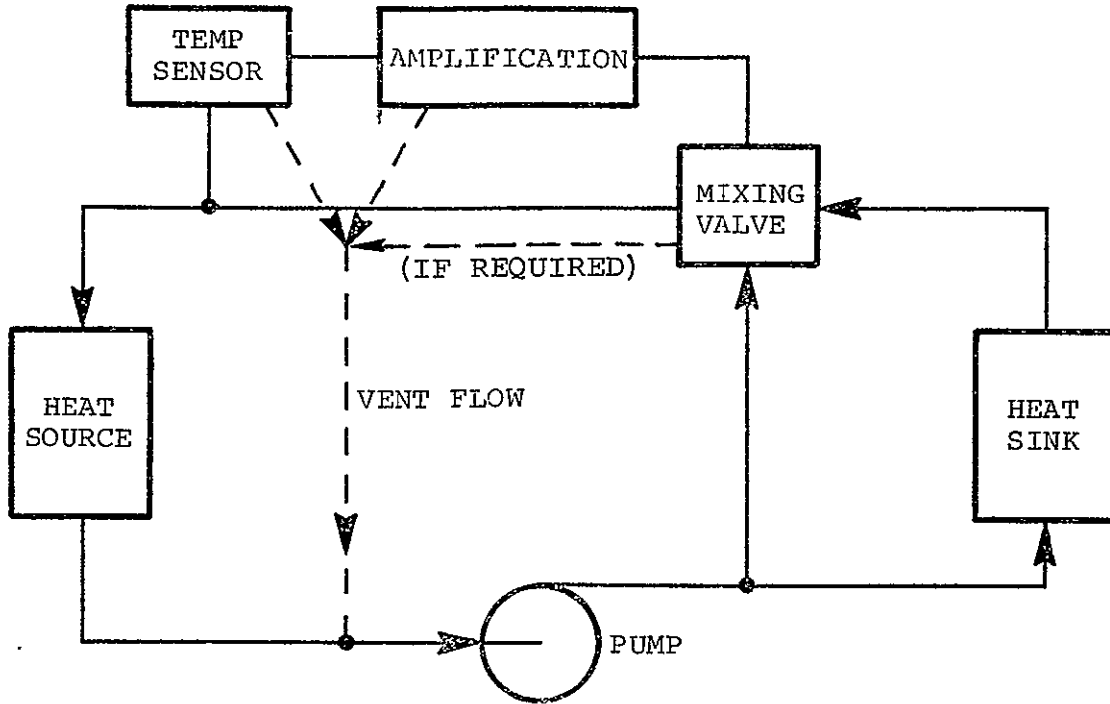 TEMP
SENSOR
AMPLIFICATION
MIXING
VALVE
(IF REQUIRED)
HEAT
SOURCE
VENT FLOW
HEAT
SINK
PUMP